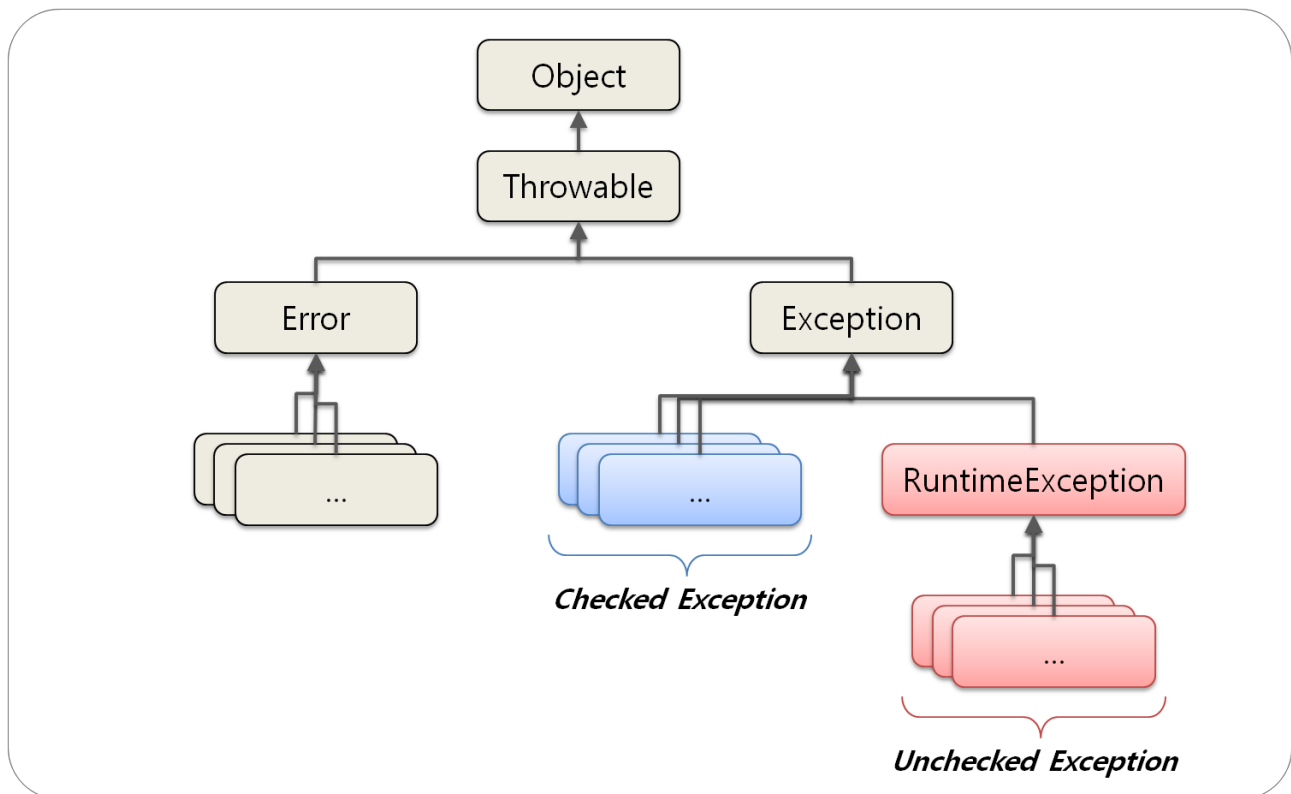 Object
Throwable
Error
Exception
...
...
RuntimeException
Checked Exception
...
Unchecked Exception